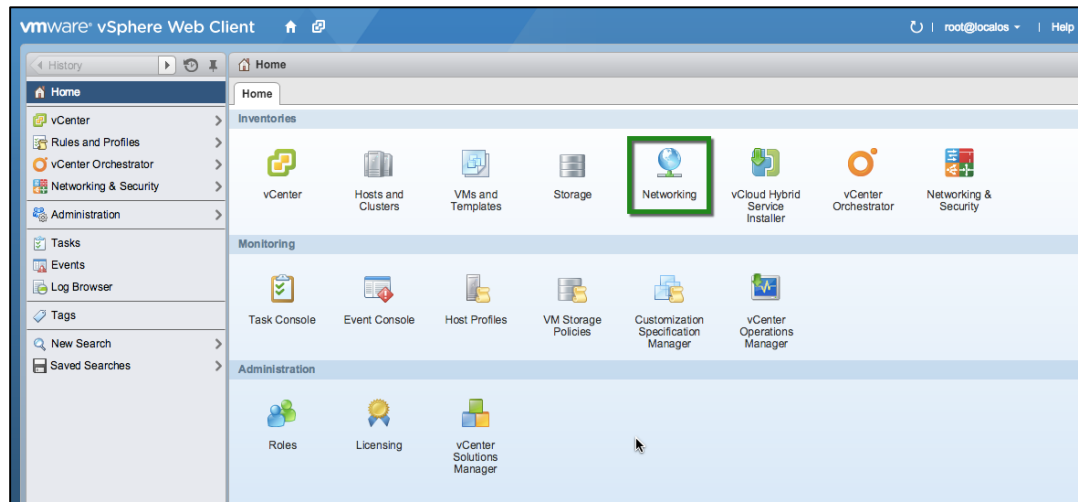 vmware® vSphere Web Client
root@localos
Help
History
Home
Home
Home
vCenter
Rules and Profiles
vCenter Orchestrator
Networking & Security
Administration
Tasks
Events
Log Browser
Tags
New Search
Saved Searches
Inventories
vCenter
Hosts and
Clusters
VMs and
Templates
Storage
Networking
vCloud Hybrid
Service
Installer
vCenter
Orchestrator
Networking &
Security
Monitoring
Task Console
Event Console
Host Profiles
VM Storage
Policies
Customization
Specification
Manager
vCenter
Operations
Manager
Administration
Roles
Licensing
vCenter
Solutions
Manager